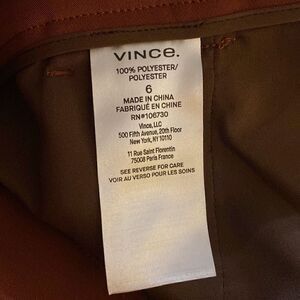 VINCE.
100% POLYESTER/
POLYESTER
6
MADE IN CHINA
FABRIQUÉ EN CHINE
RN#106730
Vince, LLC
500 Fifth Avenue, 20th Floor
New York, NY 10110
11 Rue Saint Florentin
75008 Paris France
SEE REVERSE FOR CARE
VOIR AU VERSO POUR LES SOINS